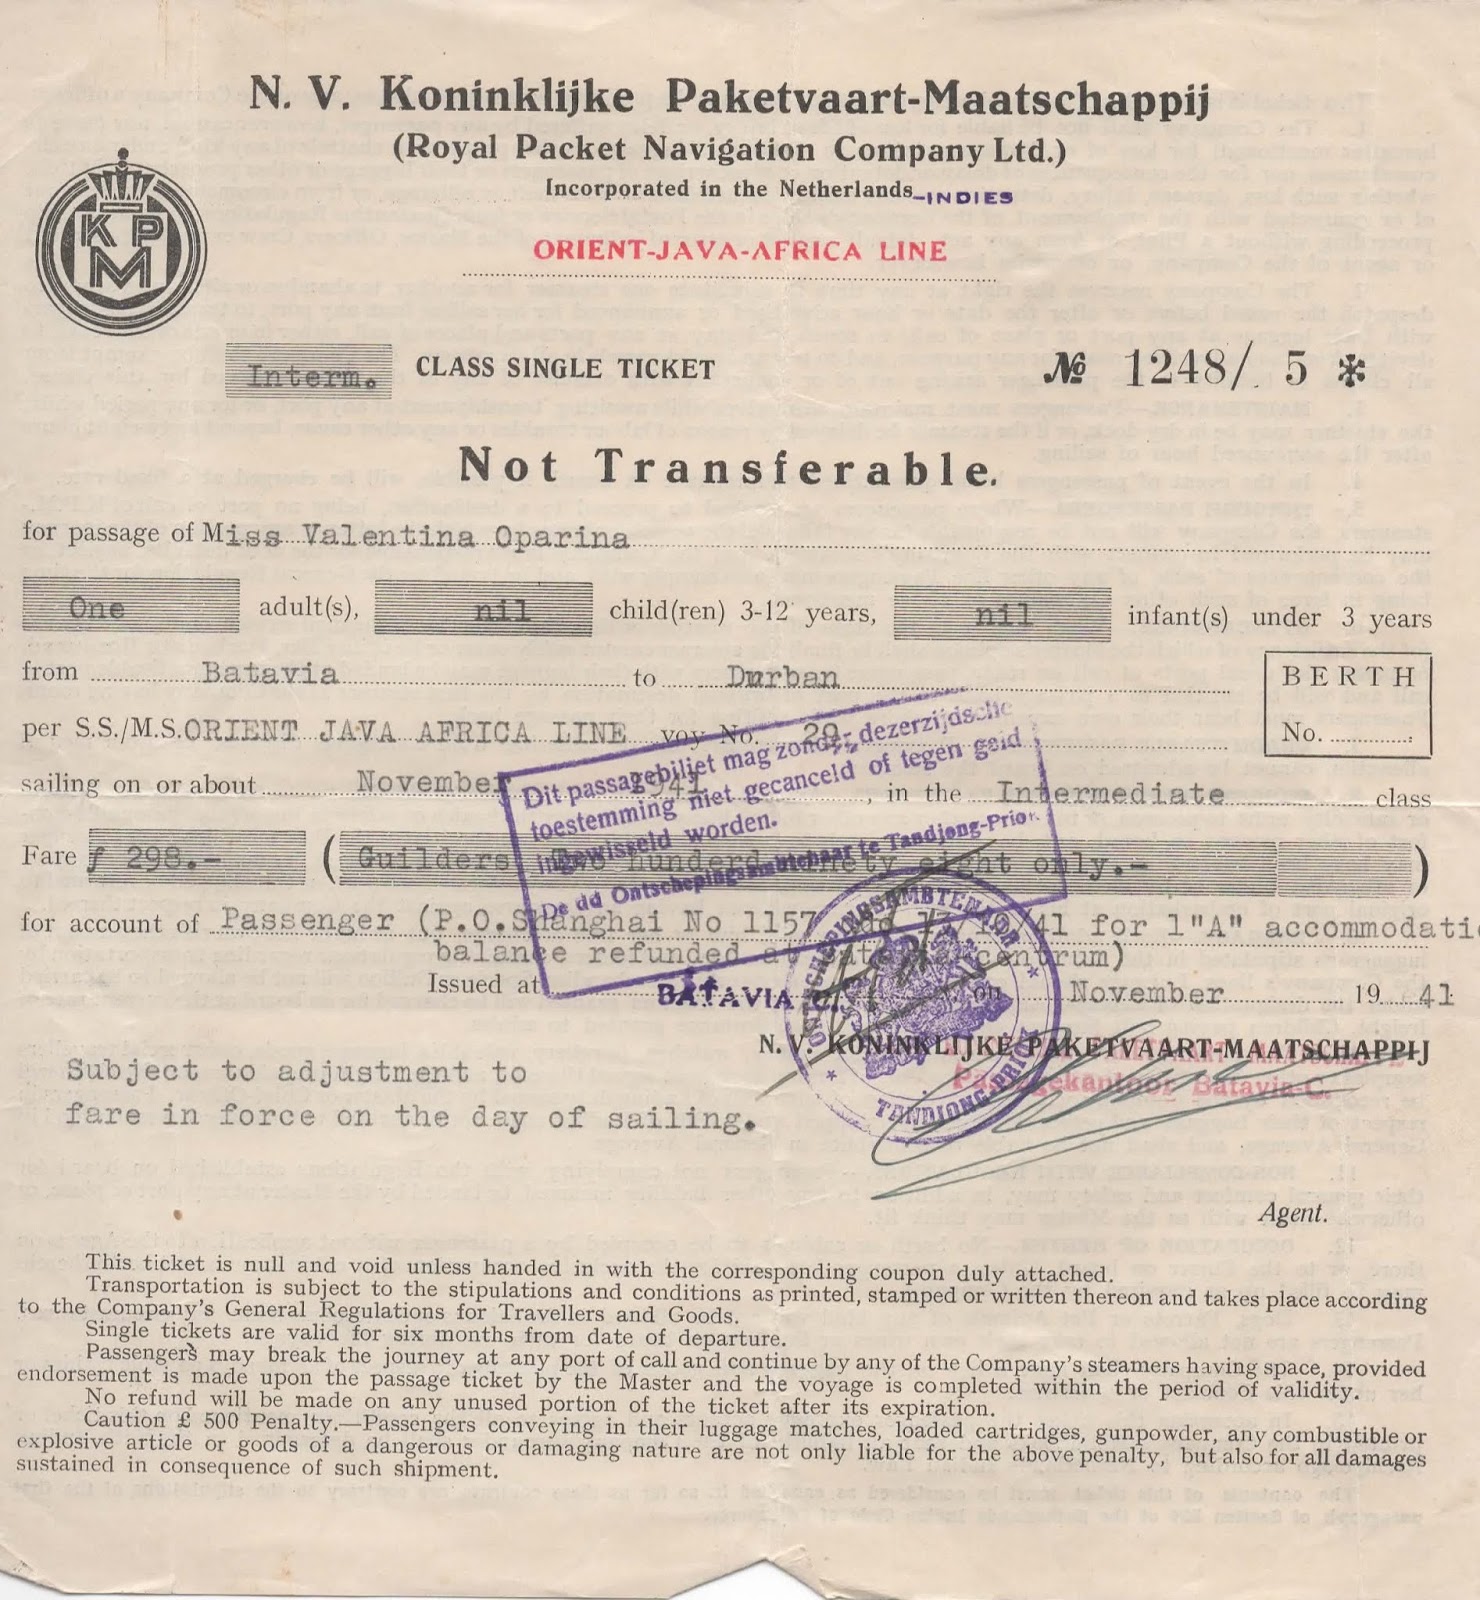 N. V. Koninklijke Paketvaart-Maatschappij
(Royal Packet Navigation Company Ltd.)
Incorporated in the Netherlands-INDIES
KPM
ORIENT-JAVA-AFRICA LINE
Interm. CLASS SINGLE TICKET № 1248/. 5 *
Not Transferable.
for passage of Miss Valentina Oparina
One adult(s), nil child(ren) 3-12 years, nil infant(s) under 3 years
from Batavia to Durban
BERTH
No.
per S.S./M.S. ORIENT JAVA AFRICA LINE voy No. 29
sailing on or about November 1941, in the Intermediate class
Fare ƒ 298.- (Guilders Two hunderd ninety eight only.-)
for account of Passenger (P.O. Shanghai No 1157 41 for 1"A" accommodatio
balance refunded at Batavia-centrum)
Issued at BATAVIA C. on November 1941
Dit passagebiljet mag zonder dezerzijdsche
toestemming niet gecanceld of tegen geld
ingewisseld worden.
De dd Ontschepingsambtenaar te Tandjong-Priok
ONTSCHEPINGSAMBTENAAR
* TANDJONG-PRIOK *
N. V. KONINKLIJKE PAKETVAART-MAATSCHAPPIJ
Passagekantoor Batavia-C.
Subject to adjustment to
fare in force on the day of sailing.
Agent.
This ticket is null and void unless handed in with the corresponding coupon duly attached.
Transportation is subject to the stipulations and conditions as printed, stamped or written thereon and takes place according
to the Company's General Regulations for Travellers and Goods.
Single tickets are valid for six months from date of departure.
Passengers may break the journey at any port of call and continue by any of the Company's steamers having space, provided
endorsement is made upon the passage ticket by the Master and the voyage is completed within the period of validity.
No refund will be made on any unused portion of the ticket after its expiration.
Caution £ 500 Penalty.—Passengers conveying in their luggage matches, loaded cartridges, gunpowder, any combustible or
explosive article or goods of a dangerous or damaging nature are not only liable for the above penalty, but also for all damages
sustained in consequence of such shipment.